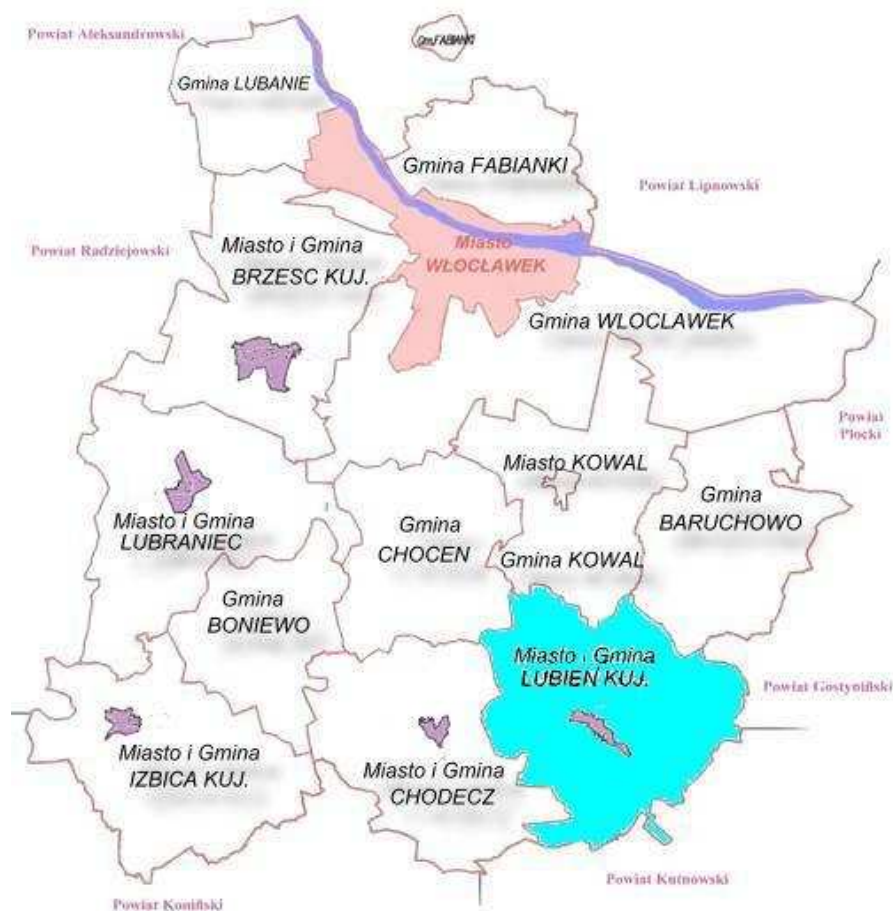 Powiat Aleksandrowski
Gm.FABIANKI
Gmina LUBANIE
Gmina FABIANKI
Powiat Lipnowski
Powiat Radziejowski
Miasto i Gmina
BRZESC KUJ.
Miasto
WŁOCŁAWEK
Gmina WLOCLAWEK
Powiat
Płocki
Miasto KOWAL
Gmina
BARUCHOWO
Miasto i Gmina
LUBRANIEC
Gmina
CHOCEN
Gmina KOWAL
Gmina
BONIEWO
Miasto i Gmina
LUBIEŃ KUJ.
Powiat Gostyniński
Miasto i Gmina
IZBICA KUJ.
Miasto i Gmina
CHODECZ
Powiat Kutnowski
Powiat Koniński